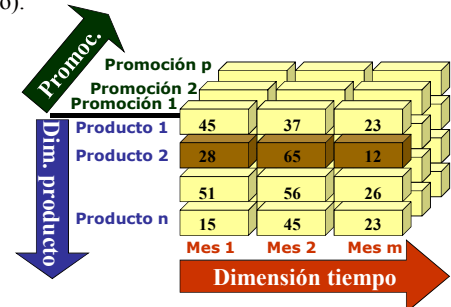 6).
Promoc.
Promoción p
Promoción 2
Promoción 1
Dim. producto
Producto 1 45 37 23
Producto 2 28 65 12
51 56 26
Producto n 15 45 23
Mes 1 Mes 2 Mes m
Dimensión tiempo